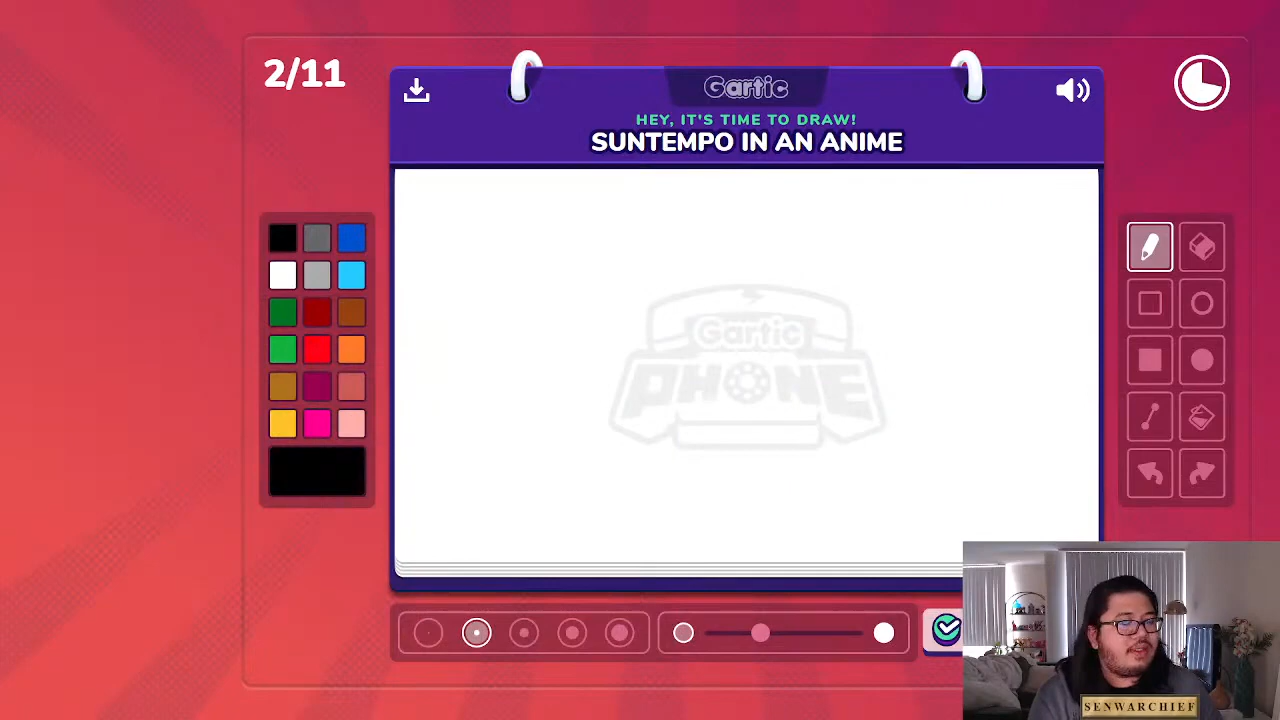 2/11
Gartic
HEY, IT'S TIME TO DRAW!
SUNTEMPO IN AN ANIME
Gartic
PHONE
SENWARCHIEF